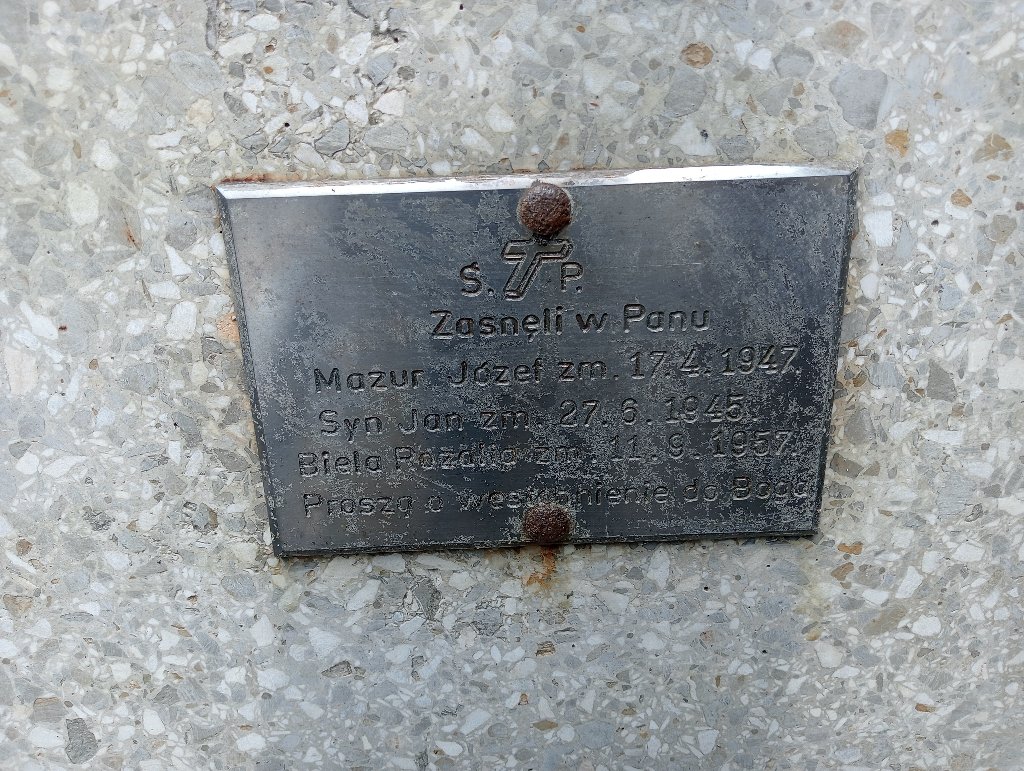 Ś. P.
Zasnęli w Panu
Mazur Józef zm. 17.4.1947.
Syn Jan zm. 27.6.1945.
Biela Rozalia zm. 11.9.1957.
Proszą o westchnienie do Boga